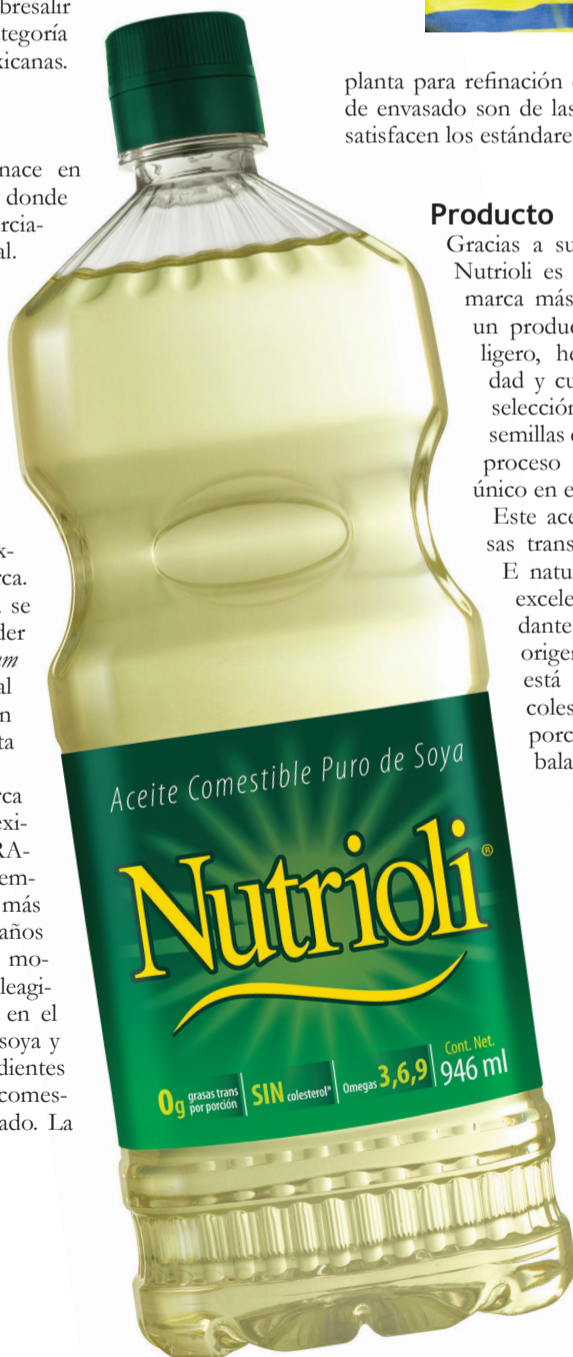 bresalir
tegoría
xicanas.
nace en
donde
rcia-
al.
x-
rca.
se
der
um
al
n
ta
rca
exi-
RA-
em-
más
años
mo-
leagi-
en el
soya y
dientes
comes-
ado. La
planta para refinación
de envasado son de las
satisfacen los estándare
Producto
Gracias a su
Nutrioli es
marca más
un produc
ligero, he
dad y cu
selección
semillas
proceso
único en e
Este ace
sas trans
E natu
excele
dante
origen
está
coles
porc
bala
Aceite Comestible Puro de Soya
Nutrioli®
0g grasas trans por porción SIN colesterol* Omegas 3,6,9 Cont. Net. 946 ml